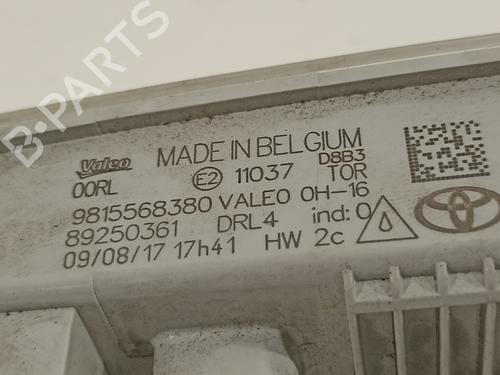 B-PARTS
Valeo
MADE IN BELGIUM
D8B3
00RL
E2 11037 TOR
9815568380 VALEO OH-16
89250361 DRL4 ind: 0
09/08/17 17h41 HW 2c